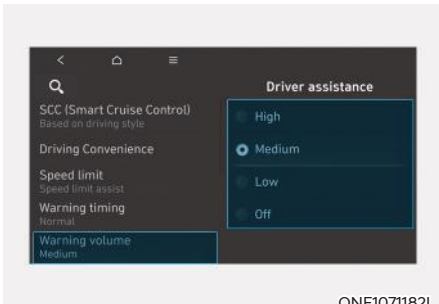 Driver assistance
SCC (Smart Cruise Control)
Based on driving style
Driving Convenience
Speed limit
Speed limit assist
Warning timing
Normal
Warning volume
Medium
High
Medium
Low
Off
ONE1071182L